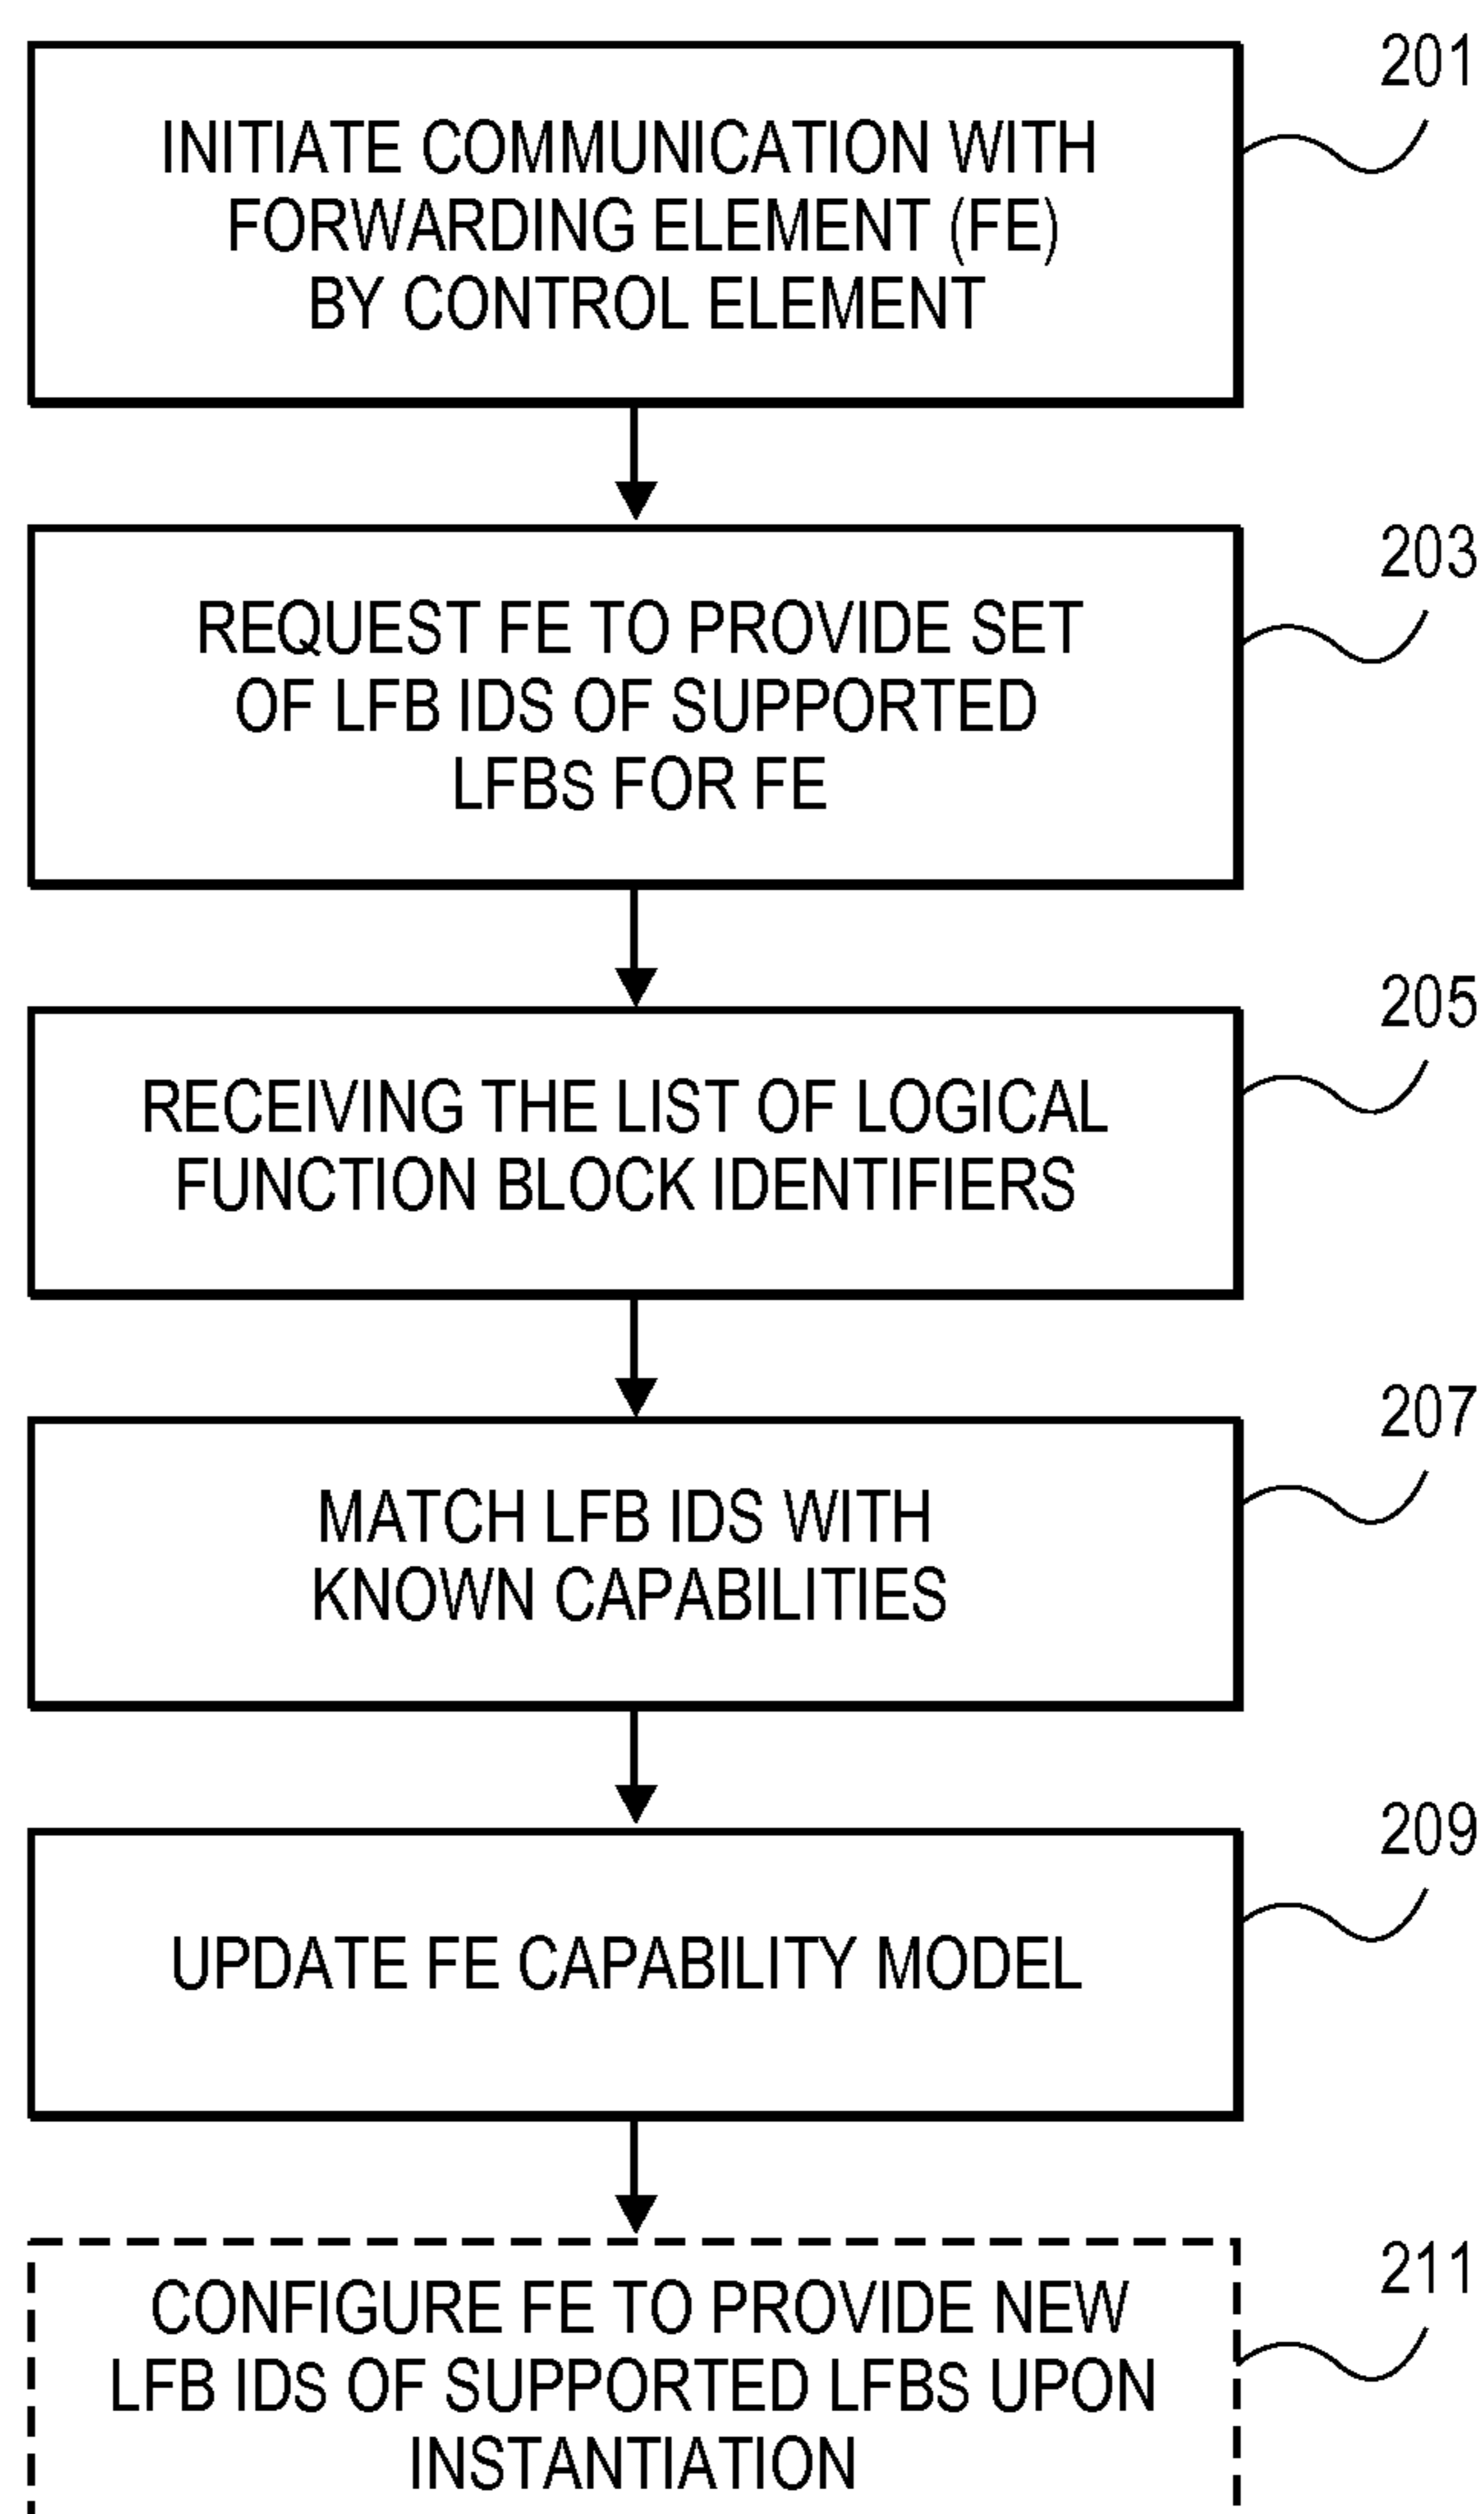 201
INITIATE COMMUNICATION WITH
FORWARDING ELEMENT (FE)
BY CONTROL ELEMENT
203
REQUEST FE TO PROVIDE SET
OF LFB IDS OF SUPPORTED
LFBS FOR FE
205
RECEIVING THE LIST OF LOGICAL
FUNCTION BLOCK IDENTIFIERS
207
MATCH LFB IDS WITH
KNOWN CAPABILITIES
209
UPDATE FE CAPABILITY MODEL
211
CONFIGURE FE TO PROVIDE NEW
LFB IDS OF SUPPORTED LFBS UPON
INSTANTIATION